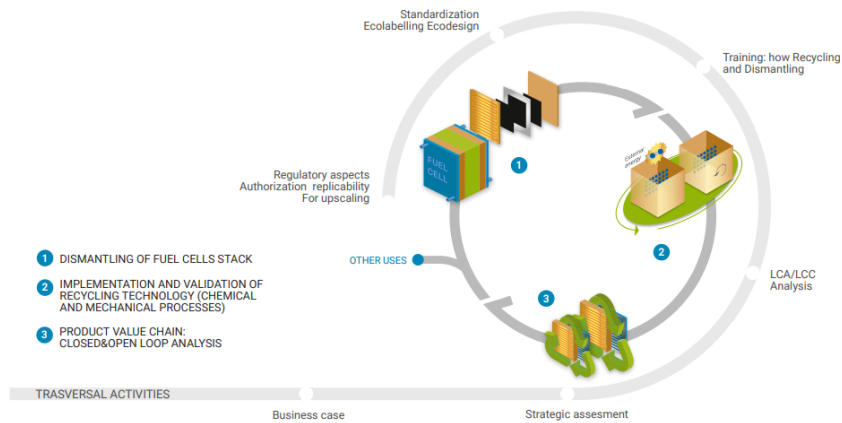 Standardization
Ecolabelling Ecodesign
Training: how Recycling
and Dismantling
External
energy
FUEL
CELL
1
Regulatory aspects
Authorization replicability
For upscaling
2
OTHER USES
1 DISMANTLING OF FUEL CELLS STACK
2 IMPLEMENTATION AND VALIDATION OF
RECYCLING TECHNOLOGY (CHEMICAL
AND MECHANICAL PROCESSES)
3 PRODUCT VALUE CHAIN:
CLOSED&OPEN LOOP ANALYSIS
3
LCA/LCC
Analysis
TRASVERSAL ACTIVITIES
Business case
Strategic assesment